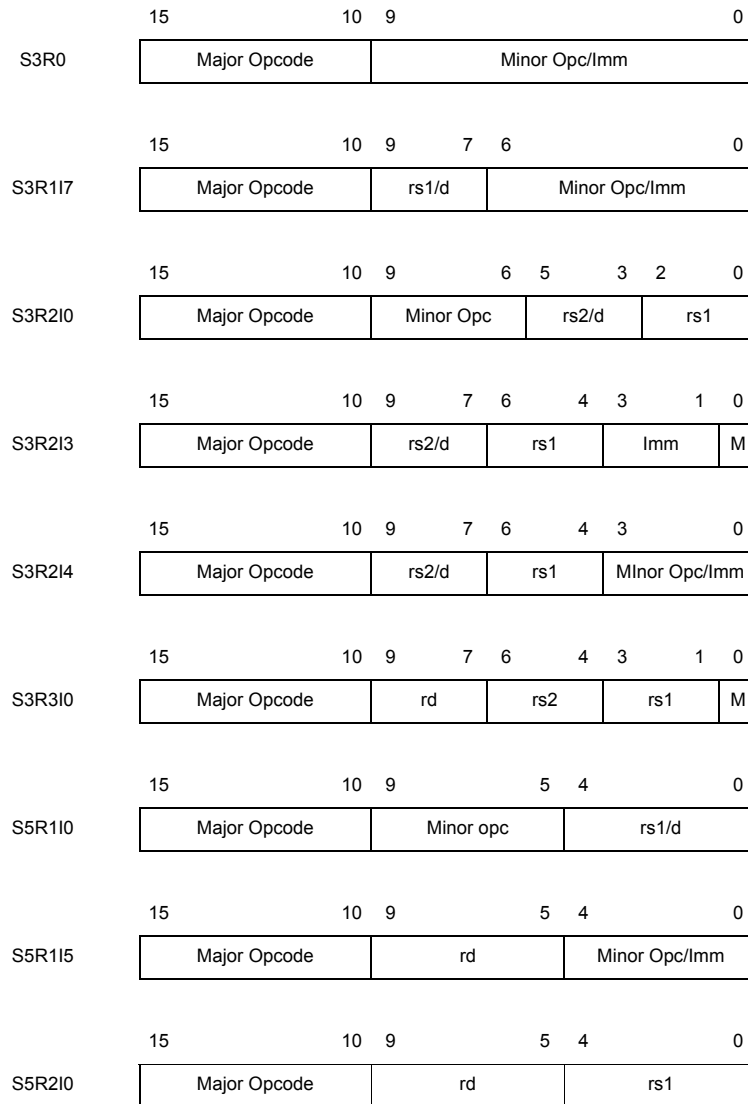 15 10 9 0
S3R0 Major Opcode Minor Opc/Imm
15 10 9 7 6 0
S3R1I7 Major Opcode rs1/d Minor Opc/Imm
15 10 9 6 5 3 2 0
S3R2I0 Major Opcode Minor Opc rs2/d rs1
15 10 9 7 6 4 3 1 0
S3R2I3 Major Opcode rs2/d rs1 Imm M
15 10 9 7 6 4 3 0
S3R2I4 Major Opcode rs2/d rs1 MInor Opc/Imm
15 10 9 7 6 4 3 1 0
S3R3I0 Major Opcode rd rs2 rs1 M
15 10 9 5 4 0
S5R1I0 Major Opcode Minor opc rs1/d
15 10 9 5 4 0
S5R1I5 Major Opcode rd Minor Opc/Imm
15 10 9 5 4 0
S5R2I0 Major Opcode rd rs1